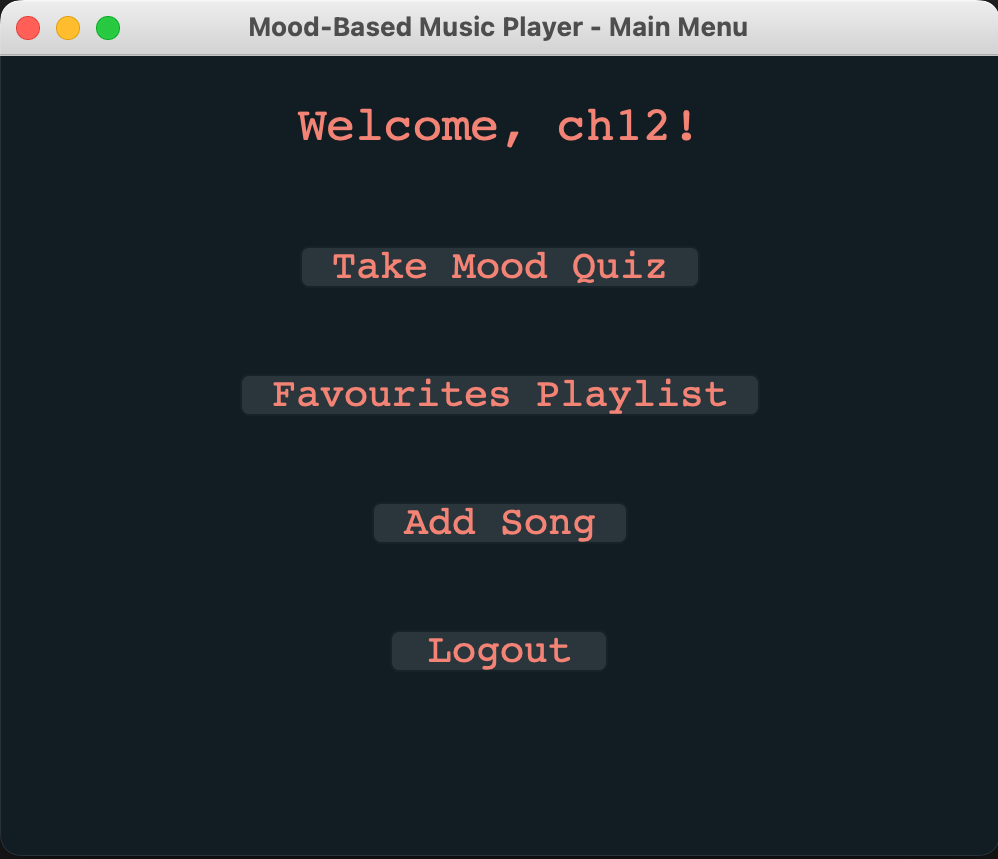 Mood-Based Music Player - Main Menu
Welcome, ch12!
Take Mood Quiz
Favourites Playlist
Add Song
Logout